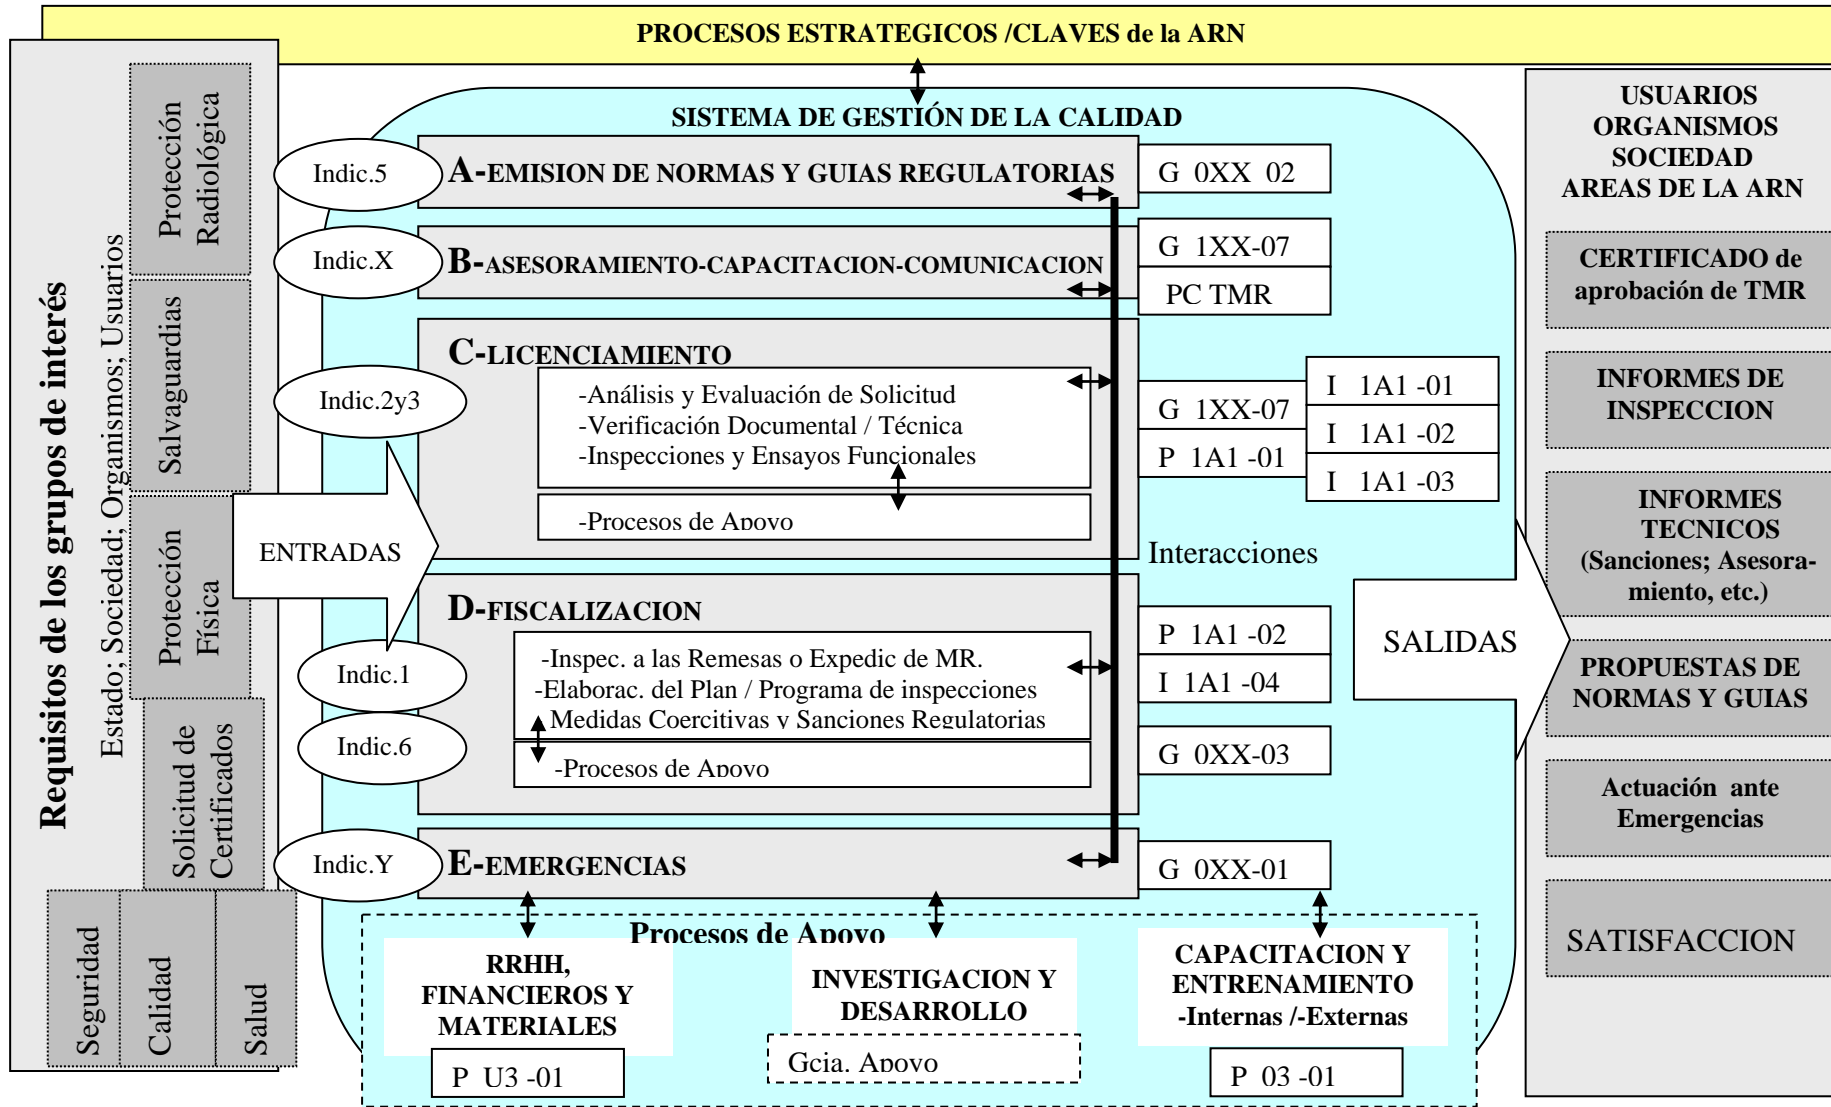 PROCESOS ESTRATEGICOS /CLAVES de la ARN
Requisitos de los grupos de interés
Estado; Sociedad; Organismos; Usuarios
Protección
Radiológica
Salvaguardias
Protección
Física
Solicitud de
Certificados
Seguridad
Calidad
Salud
ENTRADAS
SISTEMA DE GESTIÓN DE LA CALIDAD
Indic.5
A-EMISION DE NORMAS Y GUIAS REGULATORIAS
G 0XX 02
Indic.X
B-ASESORAMIENTO-CAPACITACION-COMUNICACION
G 1XX-07
PC TMR
Indic.2y3
C-LICENCIAMIENTO
-Análisis y Evaluación de Solicitud
-Verificación Documental / Técnica
-Inspecciones y Ensayos Funcionales
-Procesos de Apoyo
G 1XX-07
P 1A1 -01
I 1A1 -01
I 1A1 -02
I 1A1 -03
Interacciones
Indic.1
Indic.6
D-FISCALIZACION
-Inspec. a las Remesas o Expedic de MR.
-Elaborac. del Plan / Programa de inspecciones
Medidas Coercitivas y Sanciones Regulatorias
-Procesos de Apoyo
P 1A1 -02
I 1A1 -04
G 0XX-03
Indic.Y
E-EMERGENCIAS
G 0XX-01
Procesos de Apoyo
RRHH,
FINANCIEROS Y
MATERIALES
P U3 -01
INVESTIGACION Y
DESARROLLO
Gcia. Apoyo
CAPACITACION Y
ENTRENAMIENTO
-Internas /-Externas
P 03 -01
SALIDAS
USUARIOS
ORGANISMOS
SOCIEDAD
AREAS DE LA ARN
CERTIFICADO de
aprobación de TMR
INFORMES DE
INSPECCION
INFORMES
TECNICOS
(Sanciones; Asesora-
miento, etc.)
PROPUESTAS DE
NORMAS Y GUIAS
Actuación ante
Emergencias
SATISFACCION